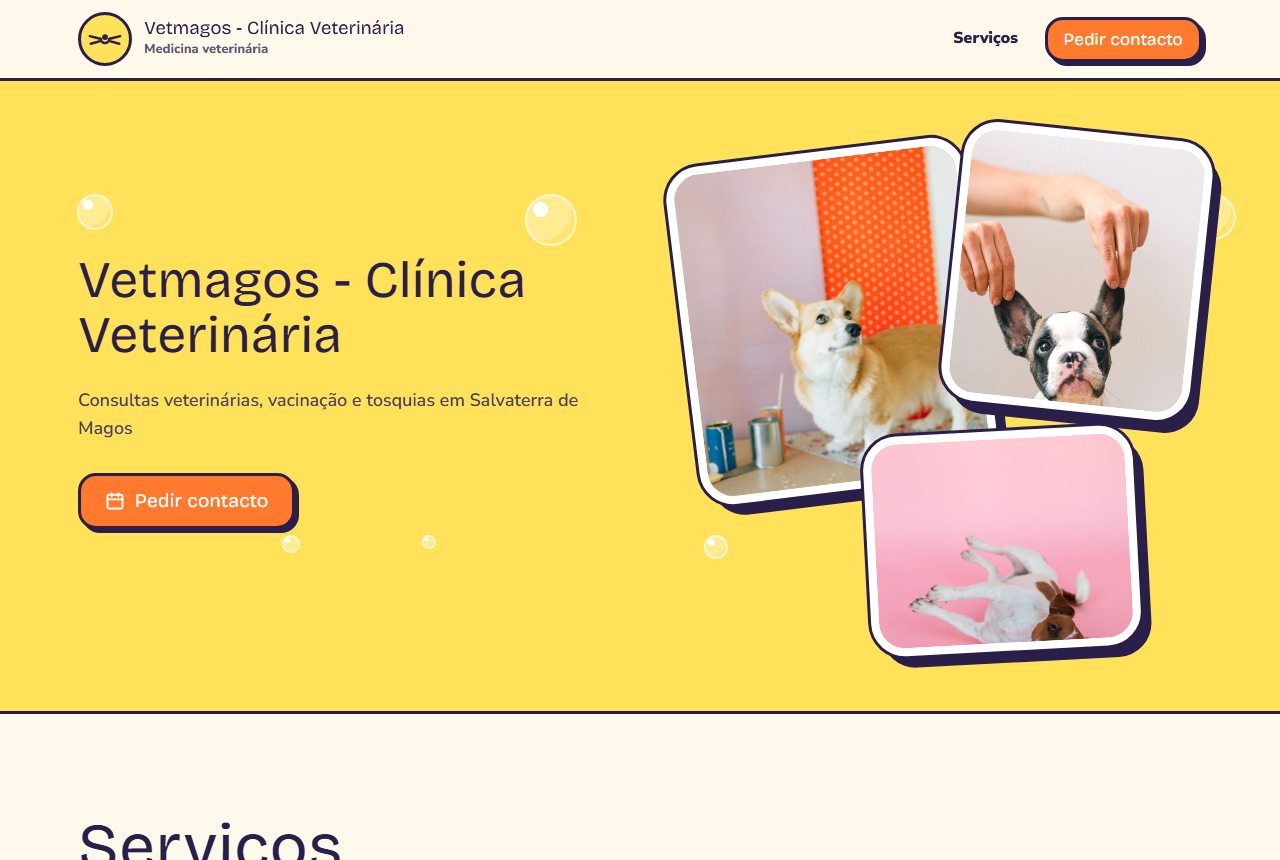 Vetmagos - Clínica Veterinária
Medicina veterinária
Serviços
Pedir contacto
Vetmagos - Clínica
Veterinária
Consultas veterinárias, vacinação e tosquias em Salvaterra de
Magos
Pedir contacto
Serviços